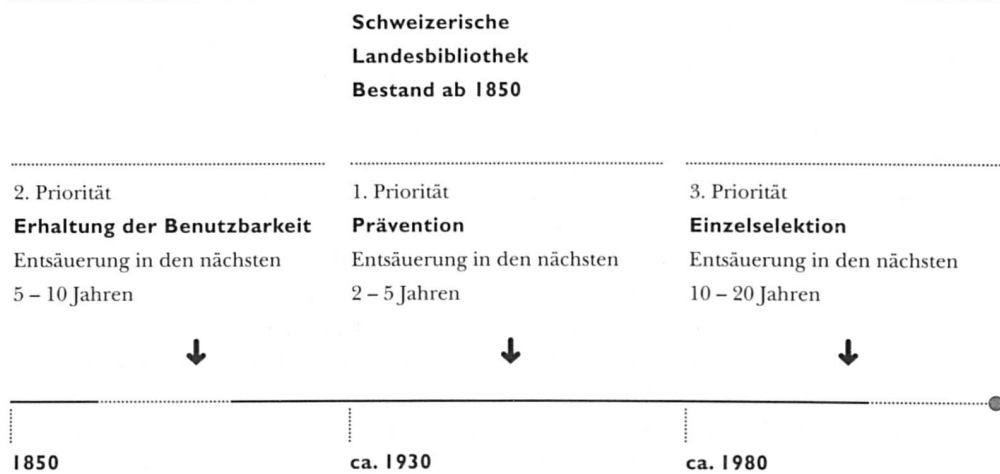 Schweizerische
Landesbibliothek
Bestand ab 1850
2. Priorität
Erhaltung der Benutzbarkeit
Entsäuerung in den nächsten
5 – 10 Jahren
1. Priorität
Prävention
Entsäuerung in den nächsten
2 – 5 Jahren
3. Priorität
Einzelselektion
Entsäuerung in den nächsten
10 – 20 Jahren
1850
ca. 1930
ca. 1980